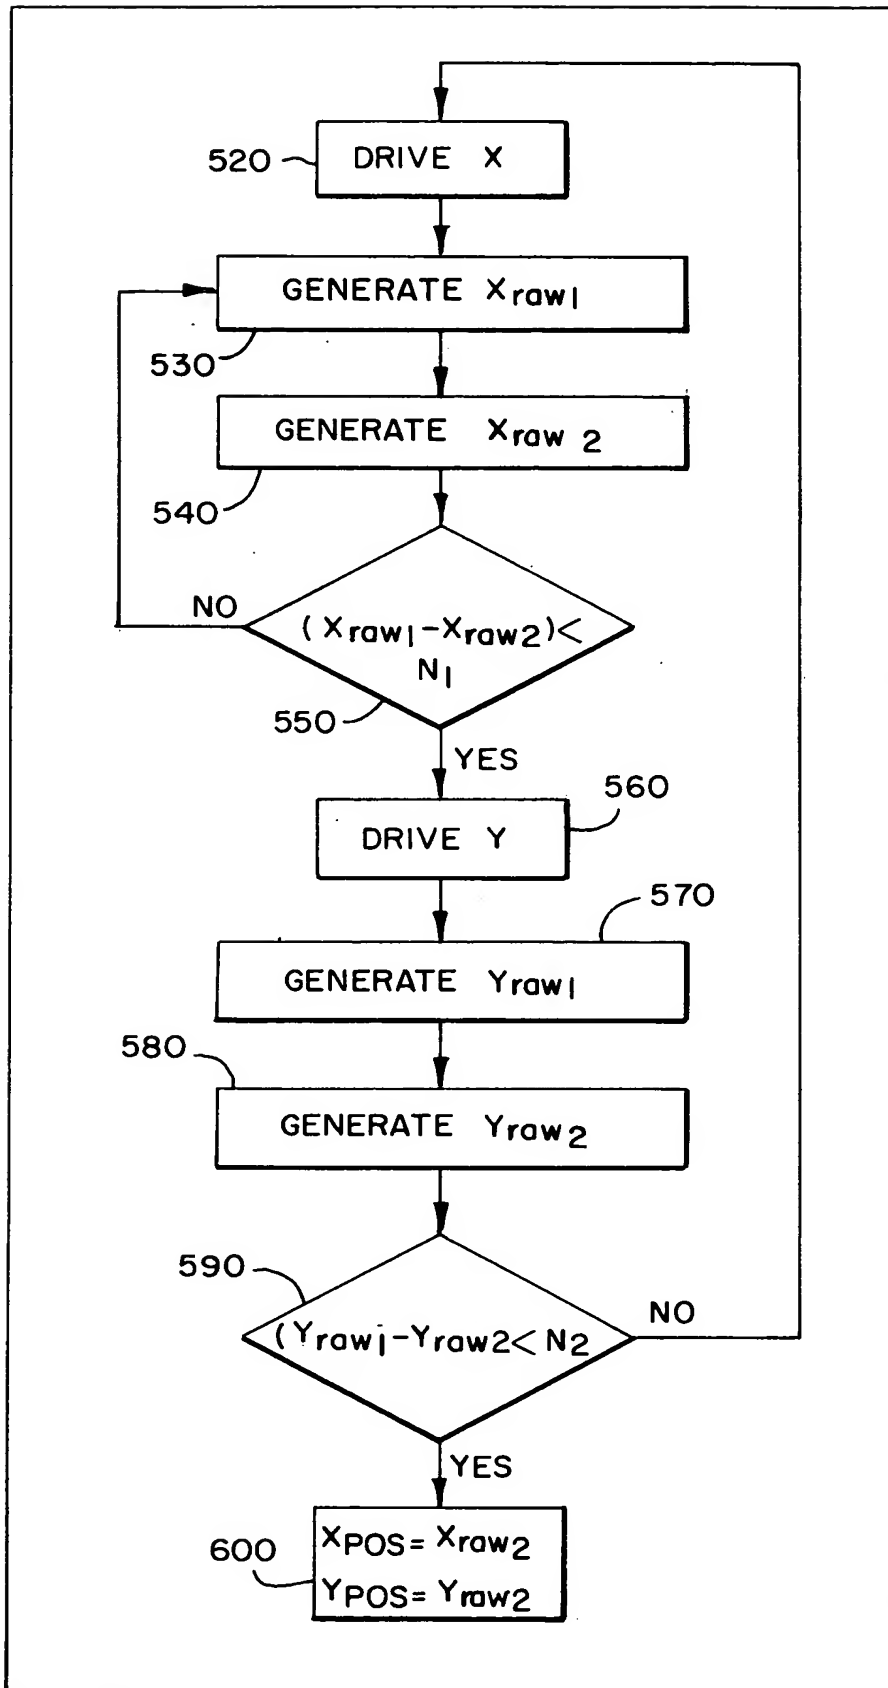 520
DRIVE X
GENERATE Xraw1
530
GENERATE Xraw 2
540
NO
(Xraw1-Xraw2)<
N1
550
YES
560
DRIVE Y
570
GENERATE Yraw1
580
GENERATE Yraw2
590
(Yraw1-Yraw2<N2
NO
YES
600
XPOS=Xraw2
YPOS=Yraw2